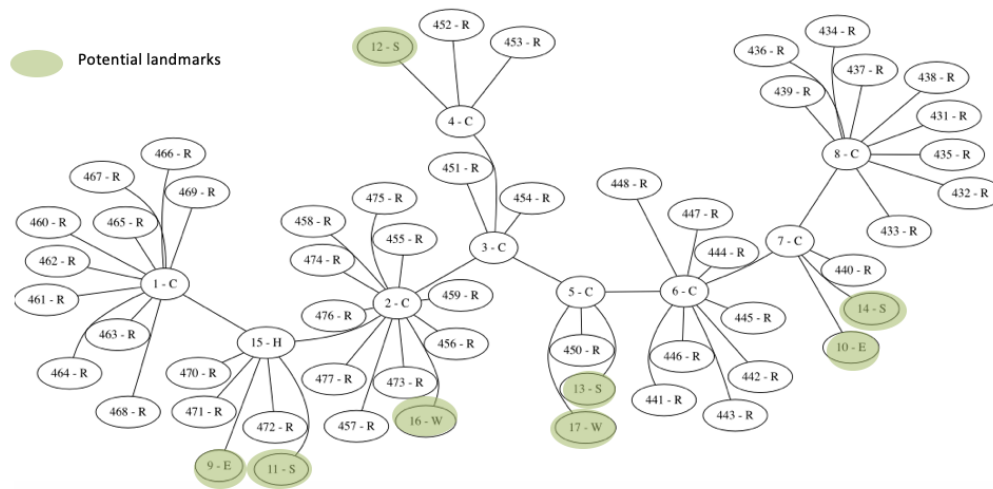 452 - R
12 - S
453 - R
434 - R
436 - R
Potential landmarks
437 - R
438 - R
439 - R
431 - R
4 - C
466 - R
8 - C
435 - R
467 - R
451 - R
469 - R
448 - R
432 - R
475 - R
454 - R
460 - R
465 - R
458 - R
447 - R
433 - R
455 - R
7 - C
3 - C
444 - R
474 - R
462 - R
440 - R
1 - C
5 - C
6 - C
459 - R
461 - R
2 - C
14 - S
476 - R
445 - R
463 - R
15 - H
456 - R
10 - E
450 - R
446 - R
464 - R
470 - R
442 - R
477 - R
473 - R
13 - S
441 - R
468 - R
471 - R
443 - R
16 - W
472 - R
457 - R
17 - W
9 - E
11 - S